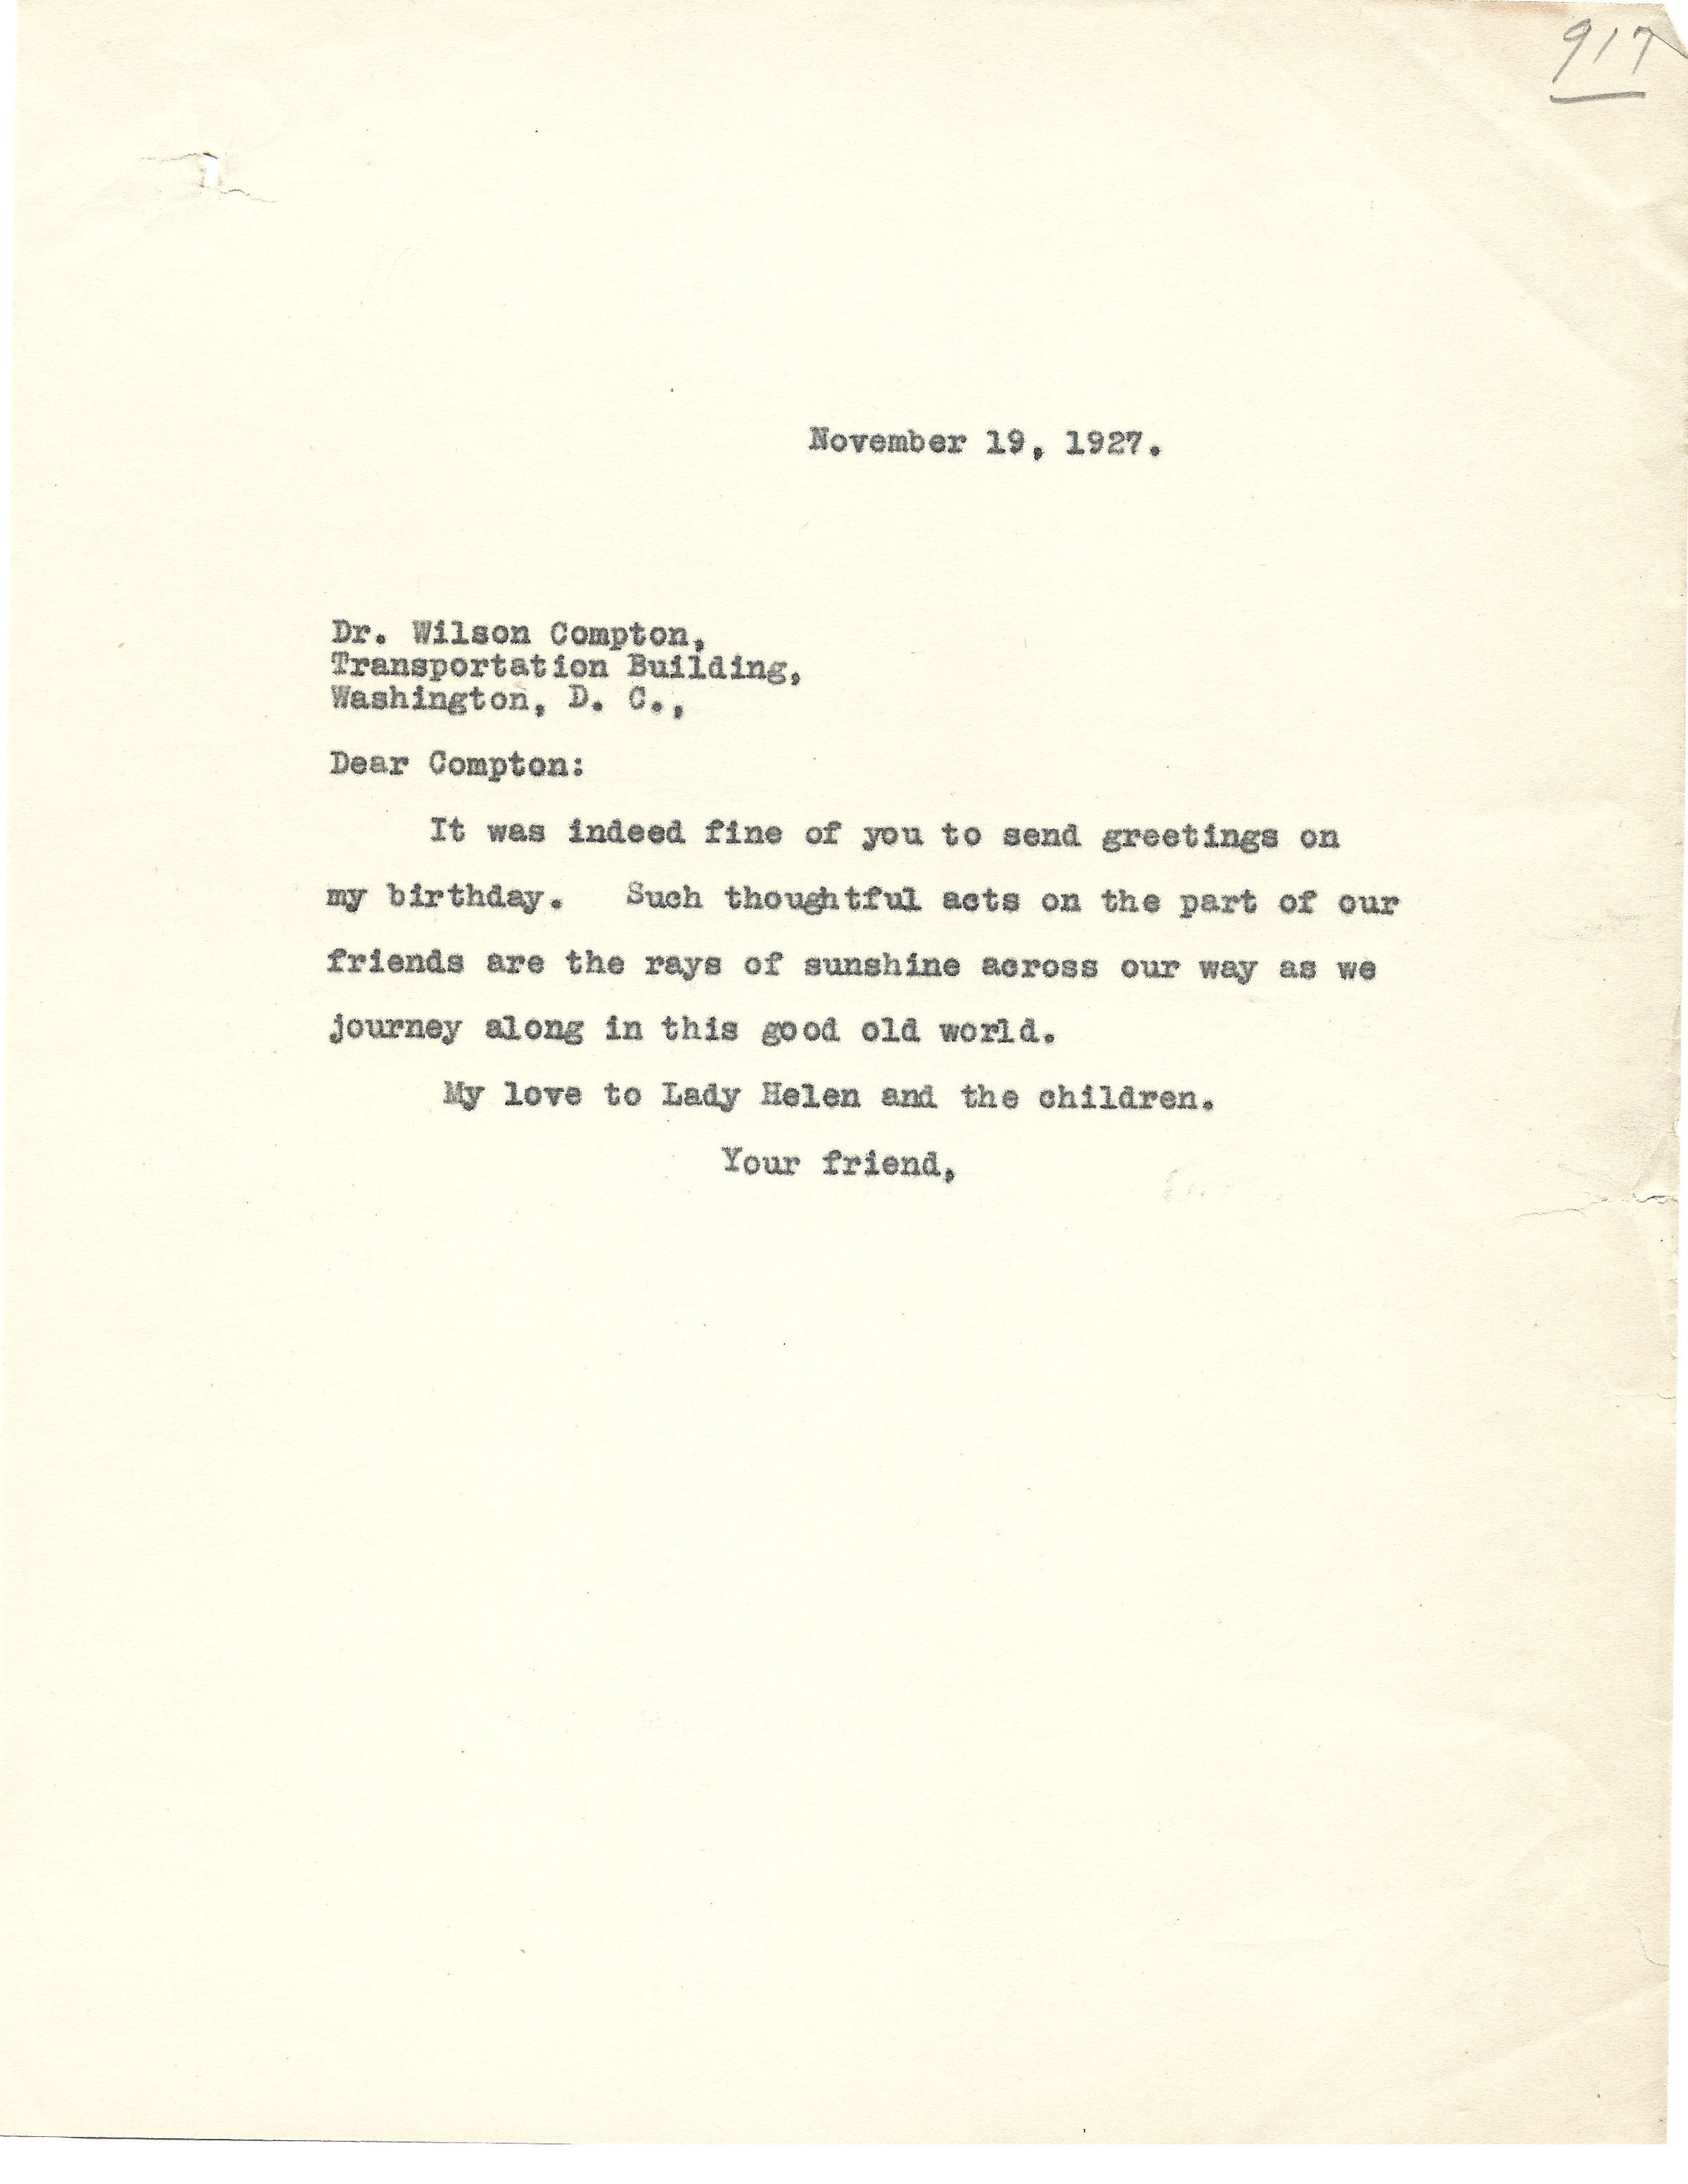 917
November 19, 1927.
Dr. Wilson Compton,
Transportation Building,
Washington, D. C.,
Dear Compton:
It was indeed fine of you to send greetings on
my birthday. Such thoughtful acts on the part of our
friends are the rays of sunshine across our way as we
journey along in this good old world.
My love to Lady Helen and the children.
Your friend,